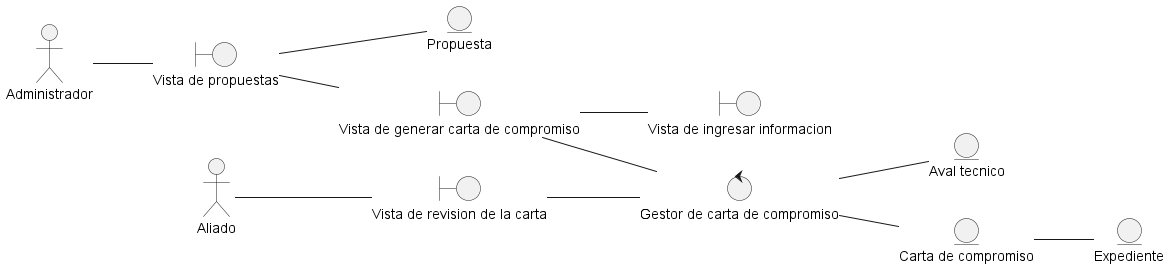 Propuesta
Administrador
Vista de propuestas
Vista de generar carta de compromiso
Vista de ingresar informacion
Aval tecnico
Aliado
Vista de revision de la carta
Gestor de carta de compromiso
Carta de compromiso
Expediente